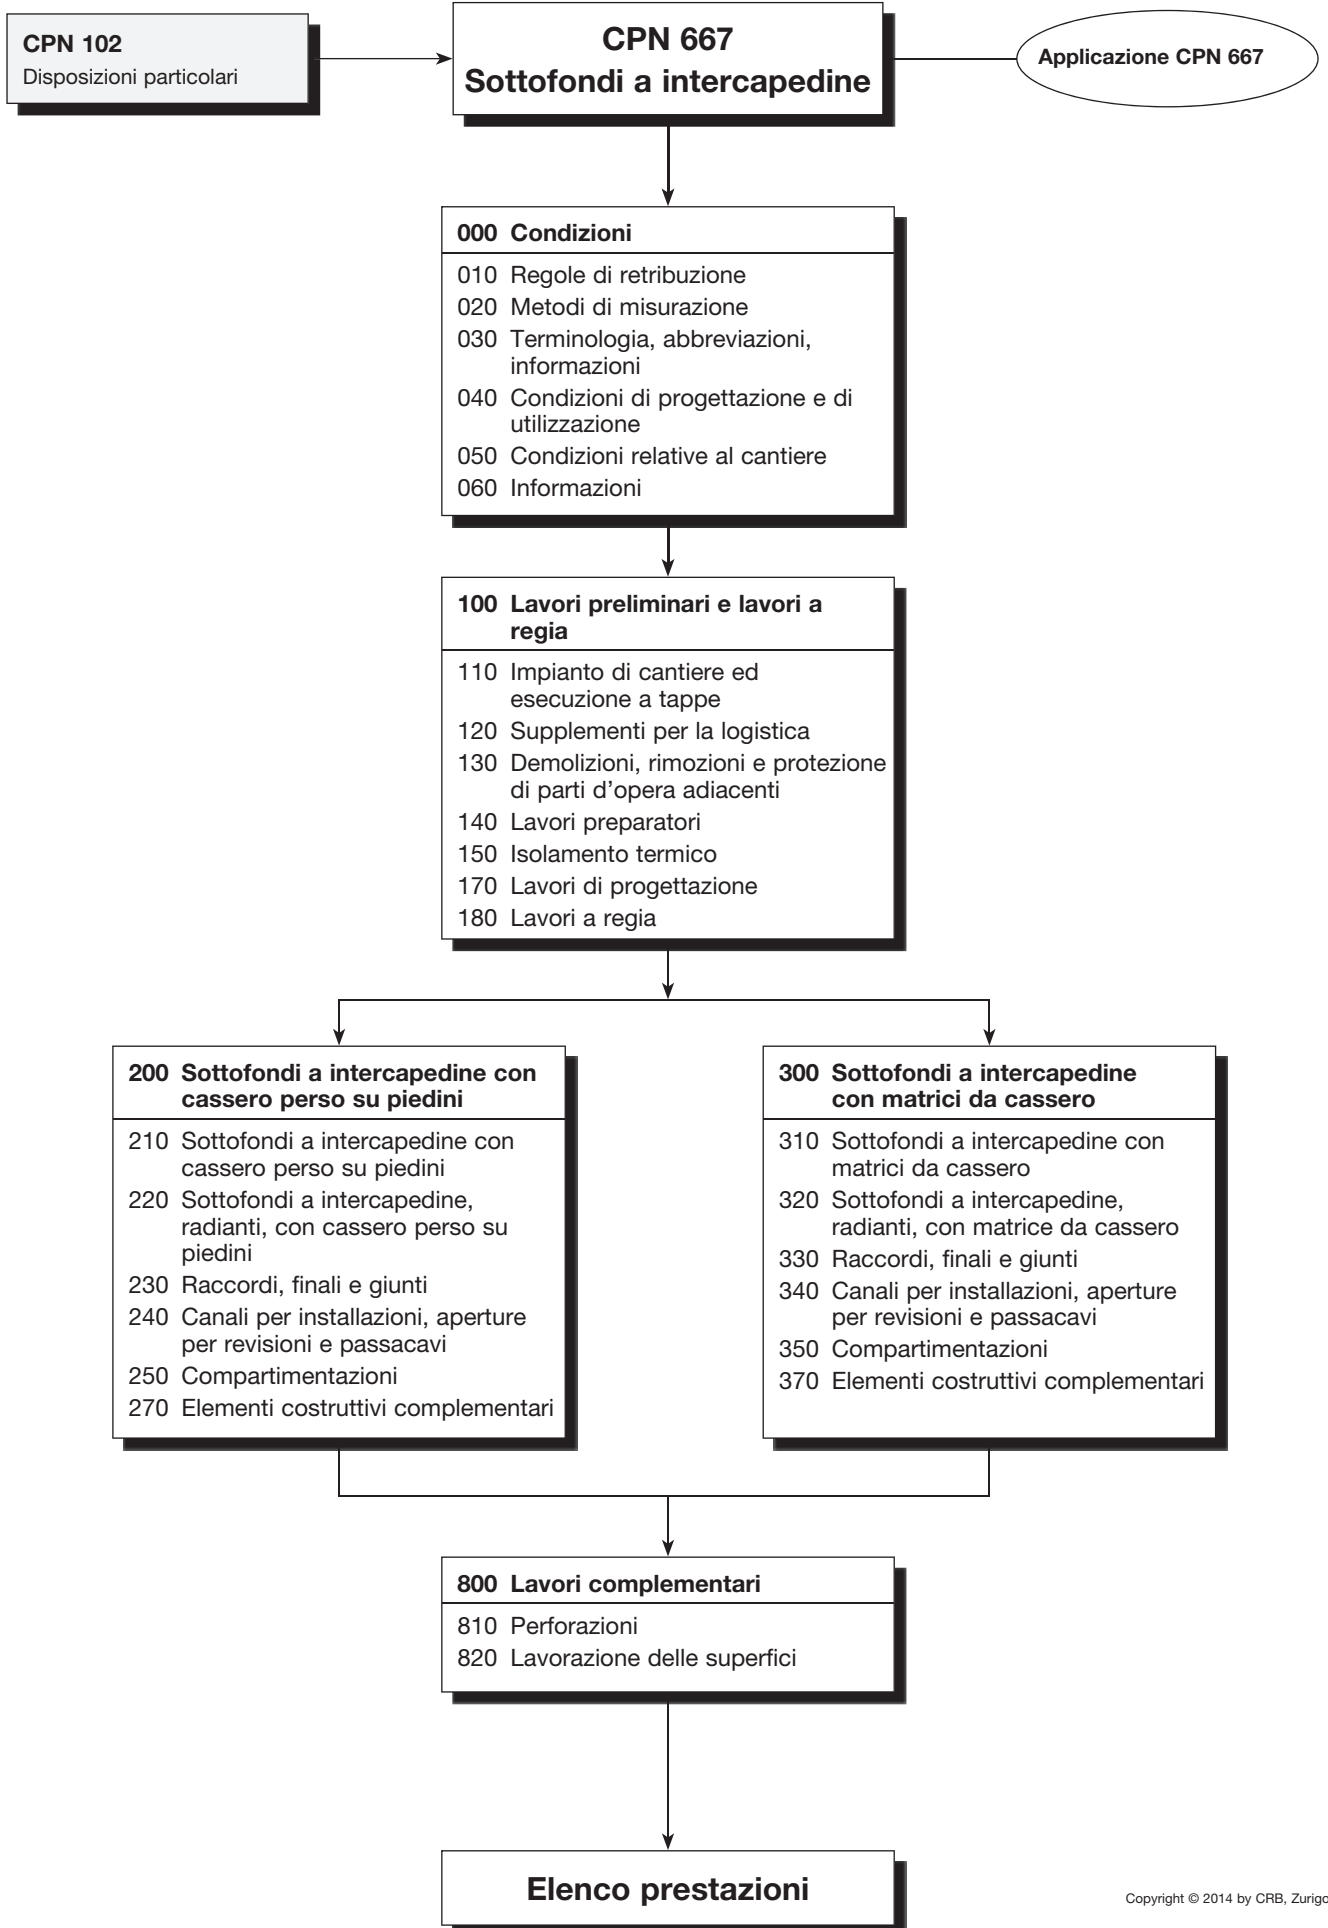 CPN 102
Disposizioni particolari
CPN 667
Sottofondi a intercapedine
Applicazione CPN 667
000 Condizioni
010 Regole di retribuzione
020 Metodi di misurazione
030 Terminologia, abbreviazioni,
informazioni
040 Condizioni di progettazione e di
utilizzazione
050 Condizioni relative al cantiere
060 Informazioni
100 Lavori preliminari e lavori a
regia
110 Impianto di cantiere ed
esecuzione a tappe
120 Supplementi per la logistica
130 Demolizioni, rimozioni e protezione
di parti d'opera adiacenti
140 Lavori preparatori
150 Isolamento termico
170 Lavori di progettazione
180 Lavori a regia
200 Sottofondi a intercapedine con
cassero perso su piedini
210 Sottofondi a intercapedine con
cassero perso su piedini
220 Sottofondi a intercapedine,
radianti, con cassero perso su
piedini
230 Raccordi, finali e giunti
240 Canali per installazioni, aperture
per revisioni e passacavi
250 Compartimentazioni
270 Elementi costruttivi complementari
300 Sottofondi a intercapedine
con matrici da cassero
310 Sottofondi a intercapedine con
matrici da cassero
320 Sottofondi a intercapedine,
radianti, con matrice da cassero
330 Raccordi, finali e giunti
340 Canali per installazioni, aperture
per revisioni e passacavi
350 Compartimentazioni
370 Elementi costruttivi complementari
800 Lavori complementari
810 Perforazioni
820 Lavorazione delle superfici
Elenco prestazioni
Copyright © 2014 by CRB, Zurigo